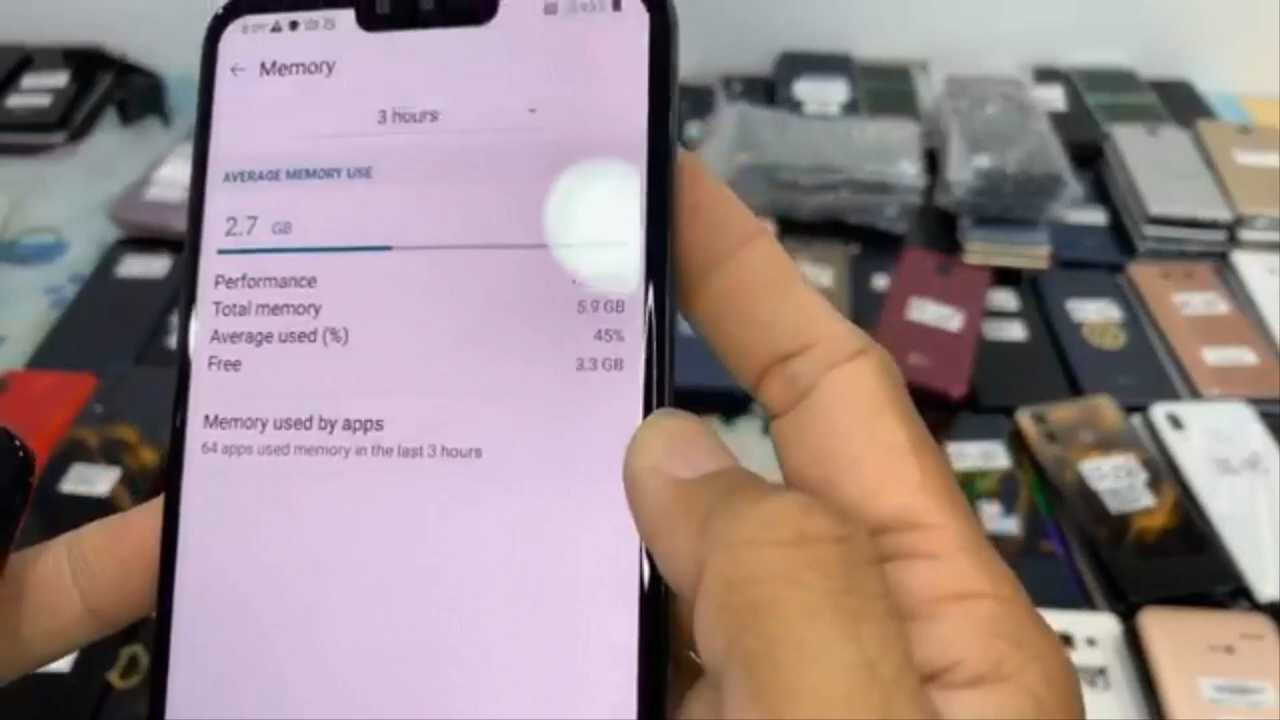 ← Memory
3 hours
AVERAGE MEMORY USE
2.7 GB
Performance
Total memory 5.9 GB
Average used (%) 45%
Free 3.3 GB
Memory used by apps
64 apps used memory in the last 3 hours